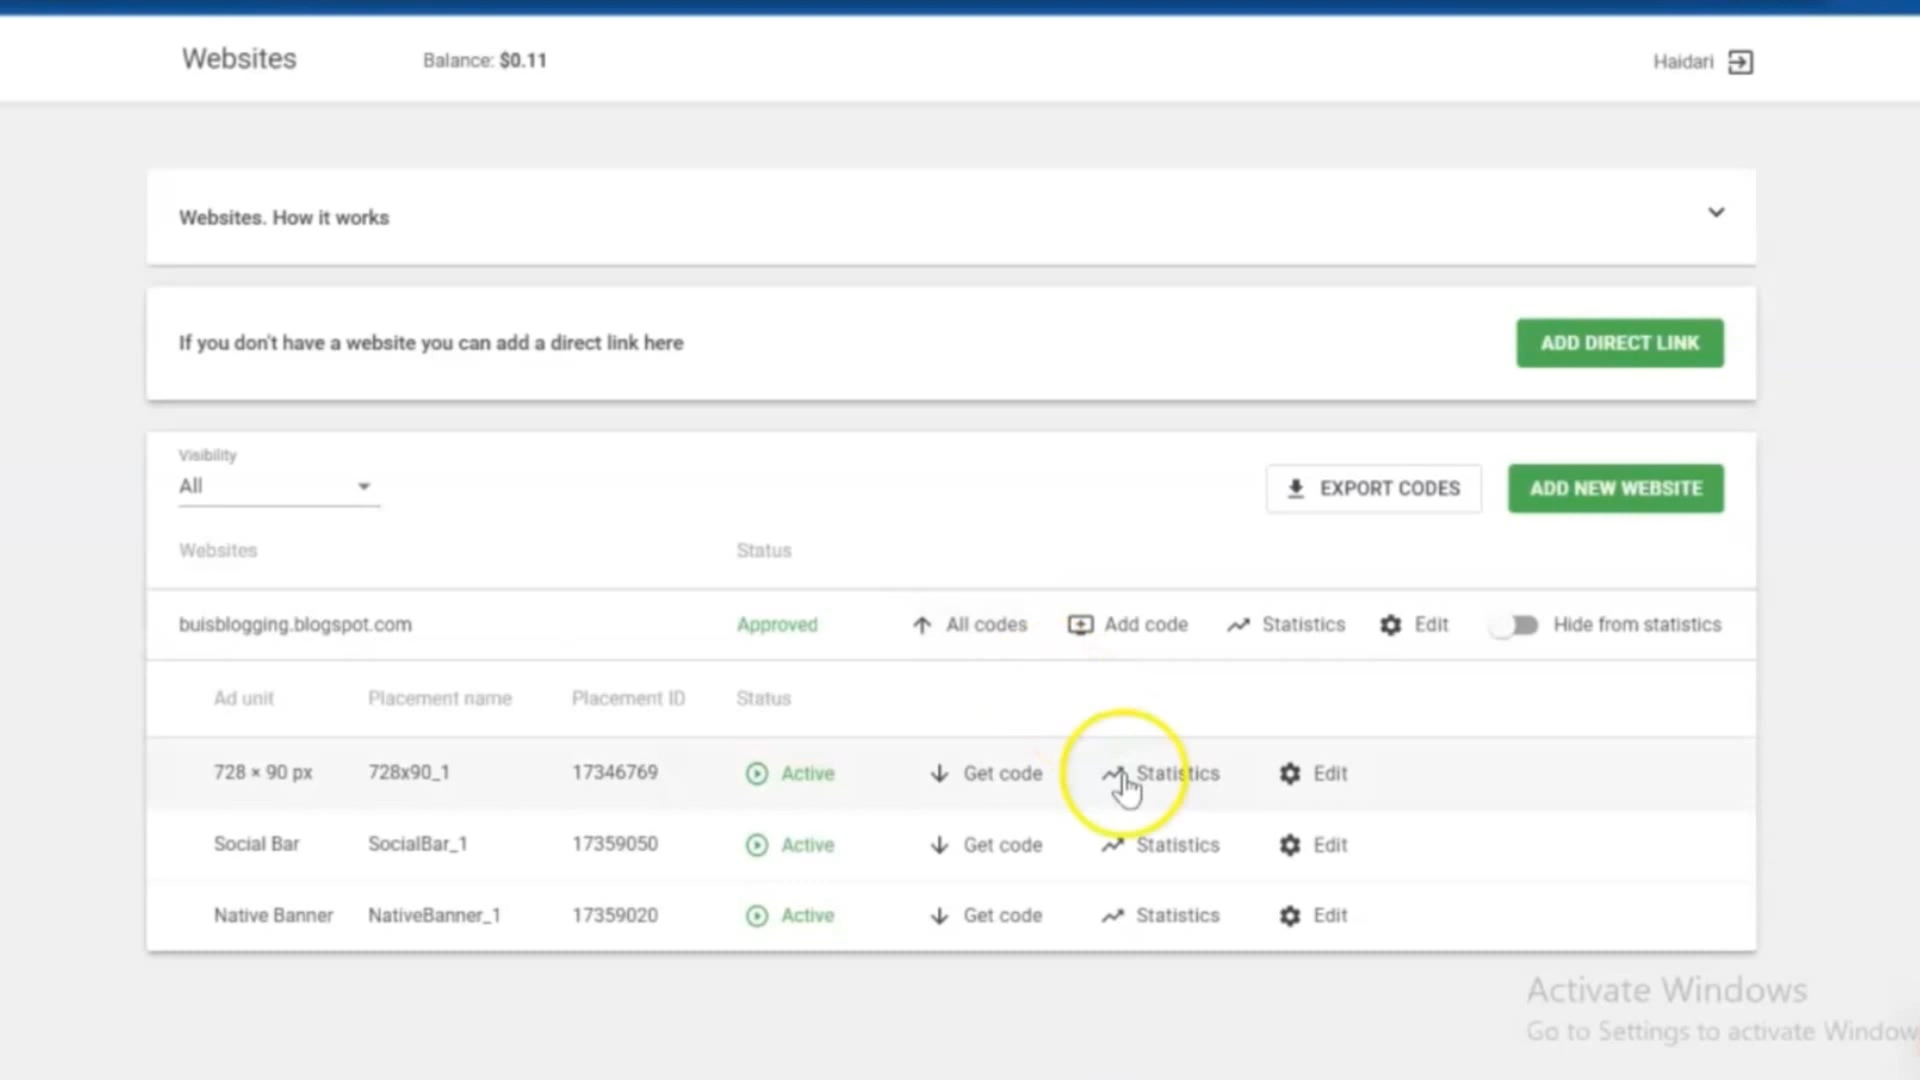 Websites Balance: $0.11 Haidari
Websites. How it works
If you don't have a website you can add a direct link here ADD DIRECT LINK
Visibility
All EXPORT CODES ADD NEW WEBSITE
Websites Status
buisblogging.blogspot.com Approved All codes Add code Statistics Edit Hide from statistics
Ad unit Placement name Placement ID Status
728 × 90 px 728x90_1 17346769 Active Get code Statistics Edit
Social Bar SocialBar_1 17359050 Active Get code Statistics Edit
Native Banner NativeBanner_1 17359020 Active Get code Statistics Edit
Activate Windows
Go to Settings to activate Window